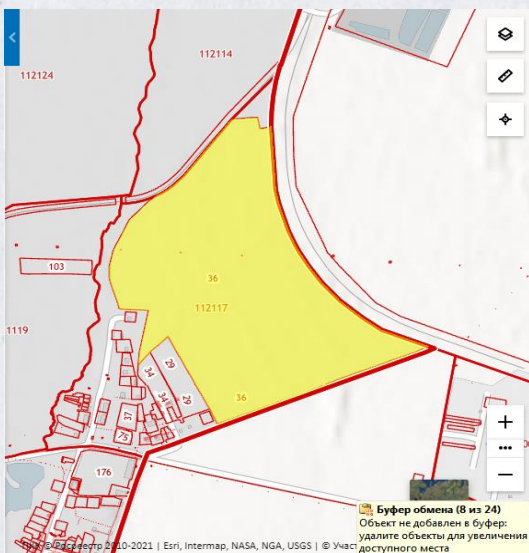 112114
112124
103
36
112117
1119
29
34
34
29
36
37
75
176
Буфер обмена (8 из 24)
Объект не добавлен в буфер:
удалите объекты для увеличения
доступного места
Росреестр 2010-2021 | Esri, Intermap, NASA, NGA, USGS | © Учас